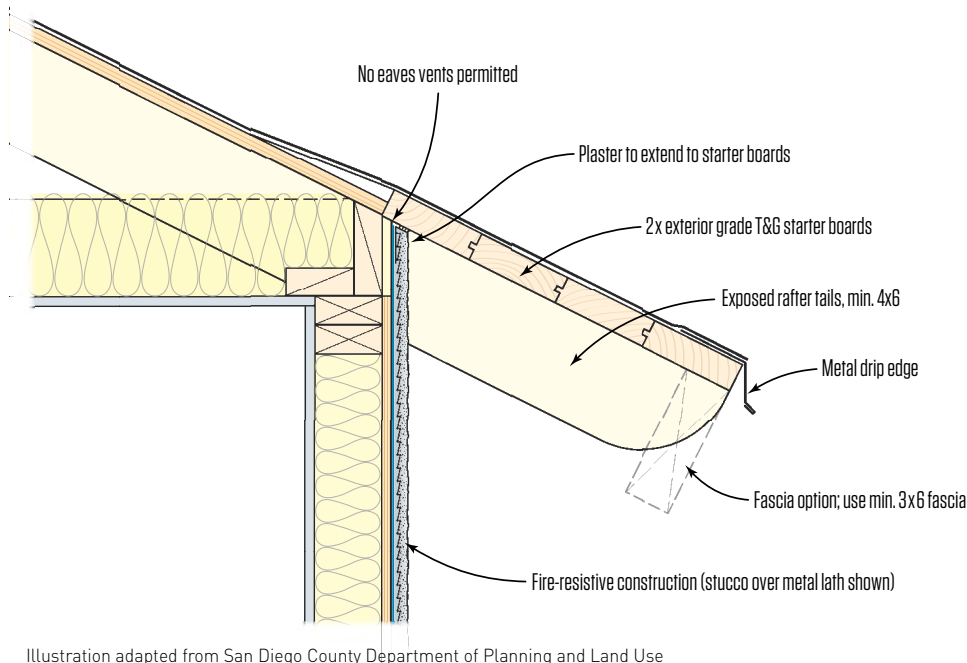 No eaves vents permitted
Plaster to extend to starter boards
2x exterior grade T&G starter boards
Exposed rafter tails, min. 4x6
Metal drip edge
Fascia option; use min. 3x6 fascia
Fire-resistive construction (stucco over metal lath shown)
Illustration adapted from San Diego County Department of Planning and Land Use